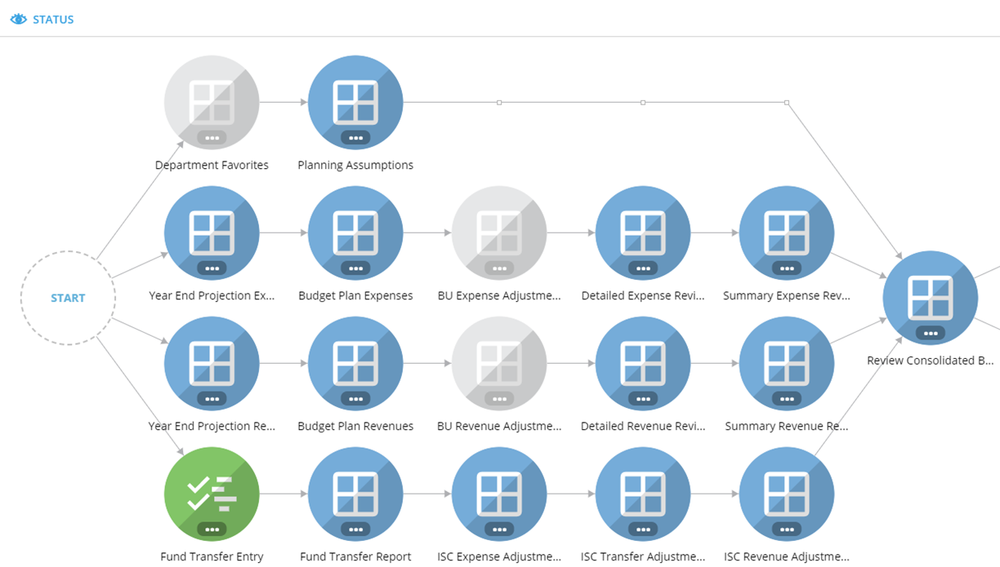 STATUS
Department Favorites
Planning Assumptions
Year End Projection Ex...
Budget Plan Expenses
BU Expense Adjustme...
Detailed Expense Revi...
Summary Expense Rev...
START
Review Consolidated B...
Year End Projection Re...
Budget Plan Revenues
BU Revenue Adjustme...
Detailed Revenue Revi...
Summary Revenue Re...
Fund Transfer Entry
Fund Transfer Report
ISC Expense Adjustme...
ISC Transfer Adjustme...
ISC Revenue Adjustme...